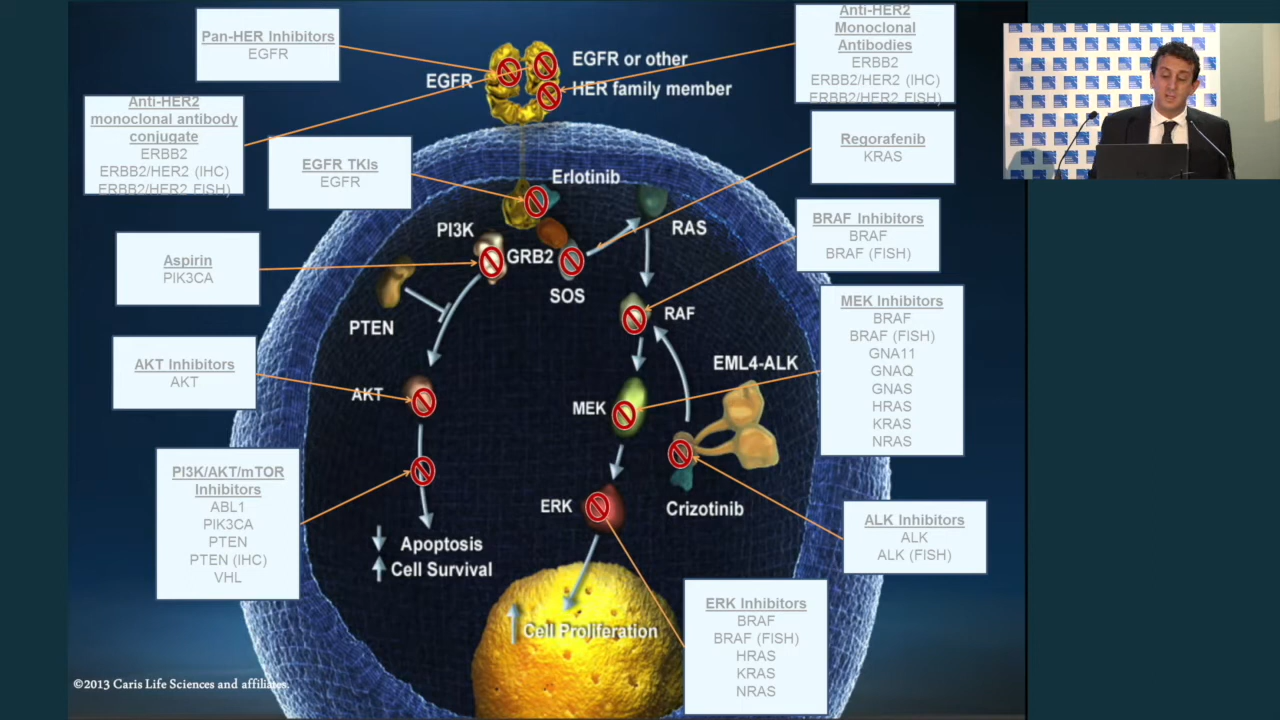 Pan-HER Inhibitors
EGFR
Anti-HER2
monoclonal antibody
conjugate
ERBB2
ERBB2/HER2 (IHC)
ERBB2/HER2 FISH)
EGFR TKIs
EGFR
Aspirin
PIK3CA
AKT Inhibitors
AKT
PI3K/AKT/mTOR
Inhibitors
ABL1
PIK3CA
PTEN
PTEN (IHC)
VHL
EGFR
EGFR or other
HER family member
Erlotinib
PI3K
GRB2
SOS
RAS
PTEN
RAF
EML4-ALK
AKT
MEK
ERK
Crizotinib
Apoptosis
Cell Survival
Cell Proliferation
Anti-HER2
Monoclonal
Antibodies
ERBB2
ERBB2/HER2 (IHC)
ERBB2/HER2 FISH)
Regorafenib
KRAS
BRAF Inhibitors
BRAF
BRAF (FISH)
MEK Inhibitors
BRAF
BRAF (FISH)
GNA11
GNAQ
GNAS
HRAS
KRAS
NRAS
ALK Inhibitors
ALK
ALK (FISH)
ERK Inhibitors
BRAF
BRAF (FISH)
HRAS
KRAS
NRAS
©2013 Caris Life Sciences and affiliates.